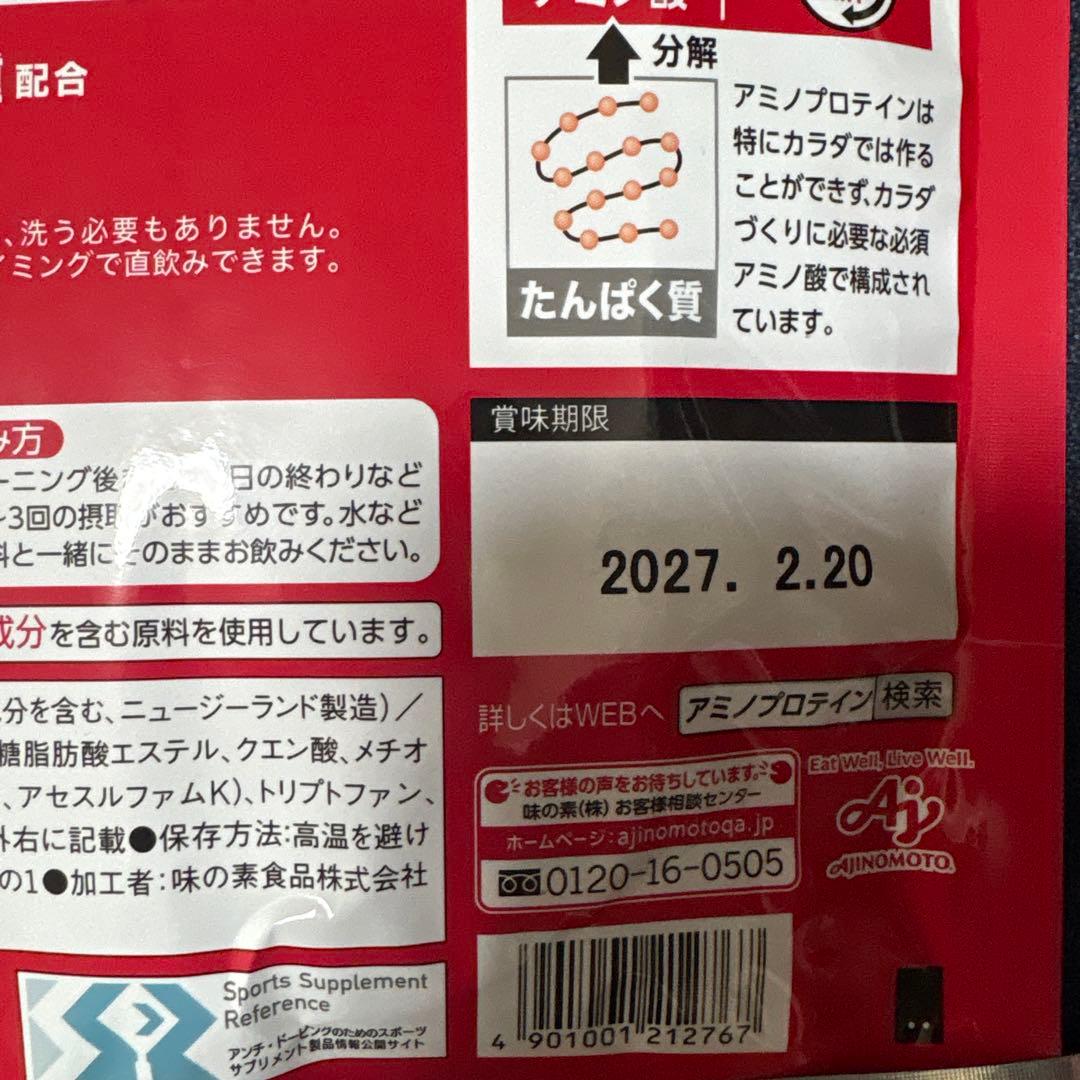 配合
、洗う必要もありません。
イミングで直飲みできます。
アミノ酸
分解
たんぱく質
アミノプロテインは
特にカラダでは作る
ことができず、カラダ
づくりに必要な必須
アミノ酸で構成され
ています。
み方
ーニング後 日の終わりなど
3回の摂取がおすすめです。水など
料と一緒にそのままお飲みください。
成分を含む原料を使用しています。
分を含む、ニュージーランド製造)/
糖脂肪酸エステル、クエン酸、メチオ
、アセスルファムK)、トリプトファン、
外右に記載●保存方法:高温を避け
の1●加工者:味の素食品株式会社
賞味期限
2027. 2.20
詳しくはWEBへ アミノプロテイン 検索
お客様の声をお待ちしています。
味の素(株) お客様相談センター
ホームページ:ajinomotoqa.jp
0120-16-0505
Eat Well, Live Well.
Aj
AJINOMOTO
Sports Supplement
Reference
アンチ・ドーピングのためのスポーツ
サプリメント製品情報公開サイト
4 901001 212767